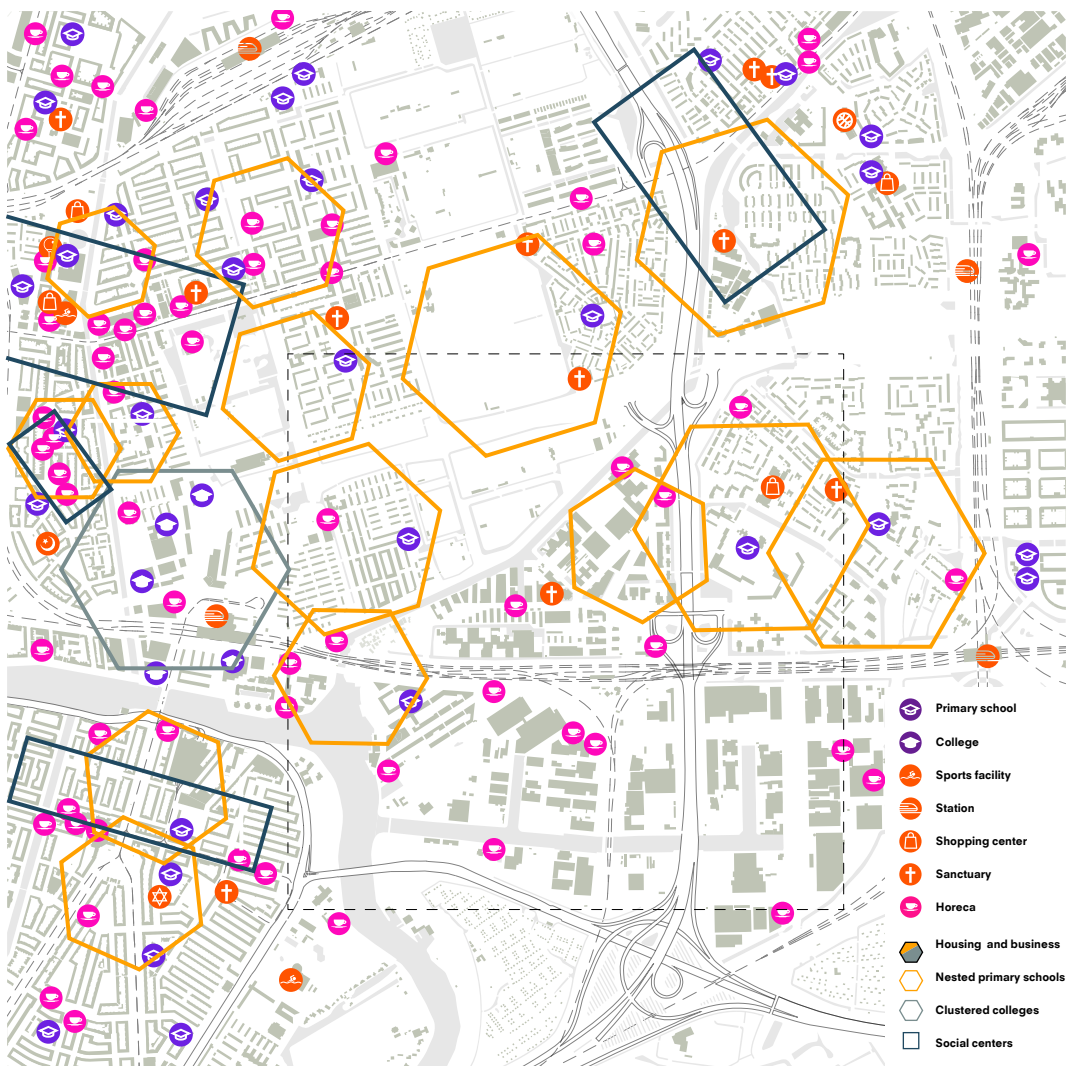 Primary school
College
Sports facility
Station
Shopping center
Sanctuary
Horeca
Housing and business
Nested primary schools
Clustered colleges
Social centers